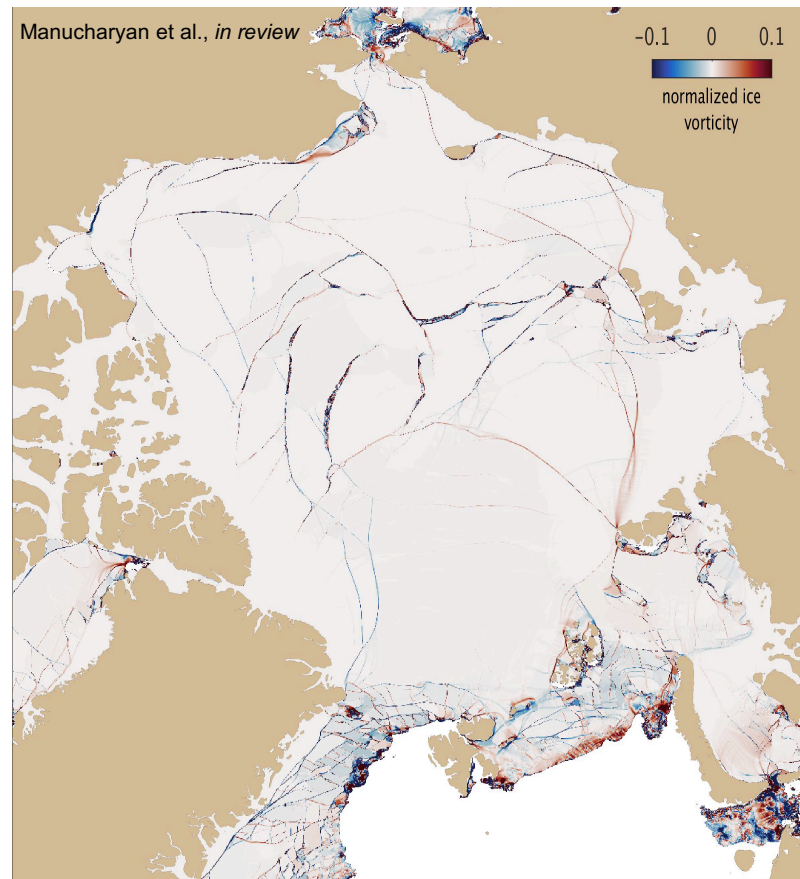 Manucharyan et al., in review
−0.1 0 0.1
normalized ice
vorticity